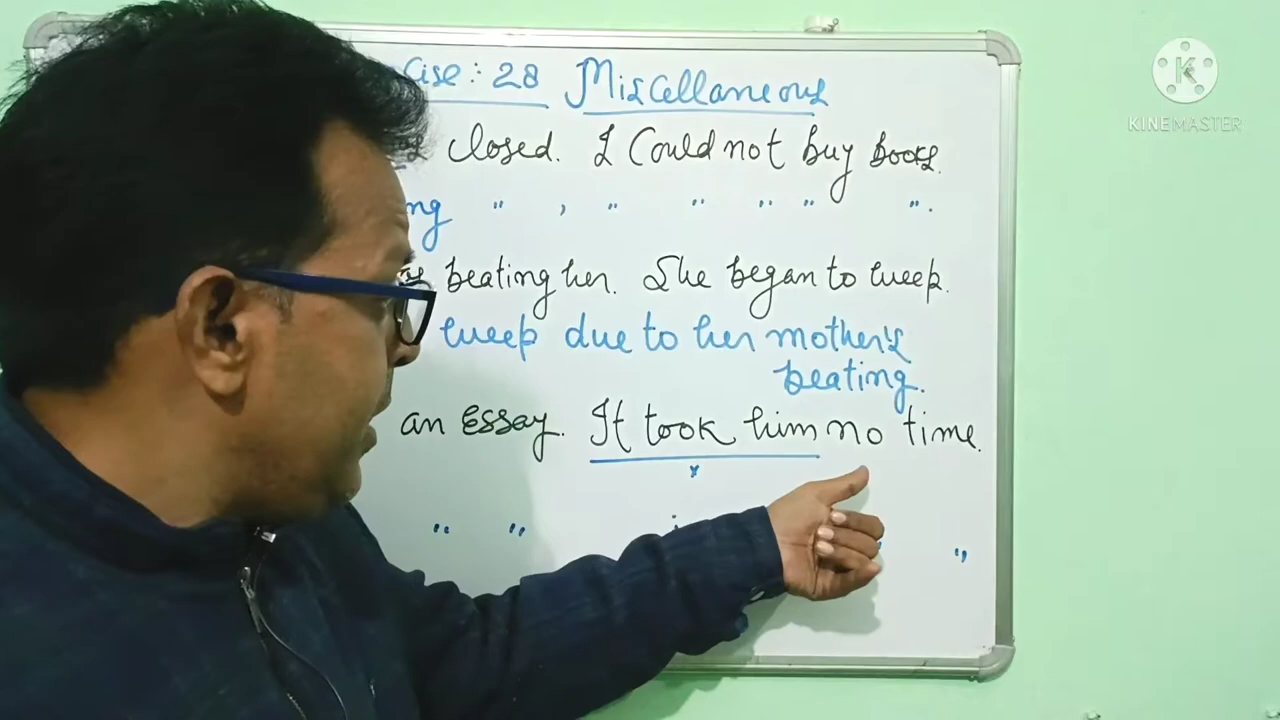 cise :- 28 Miscellaneous
closed. I Could not buy books.
ng " , " " " " ".
beating her. She began to weep.
weep due to her mother's
beating.
an Essay. It took him no time.
x
" " "
KINEMASTER